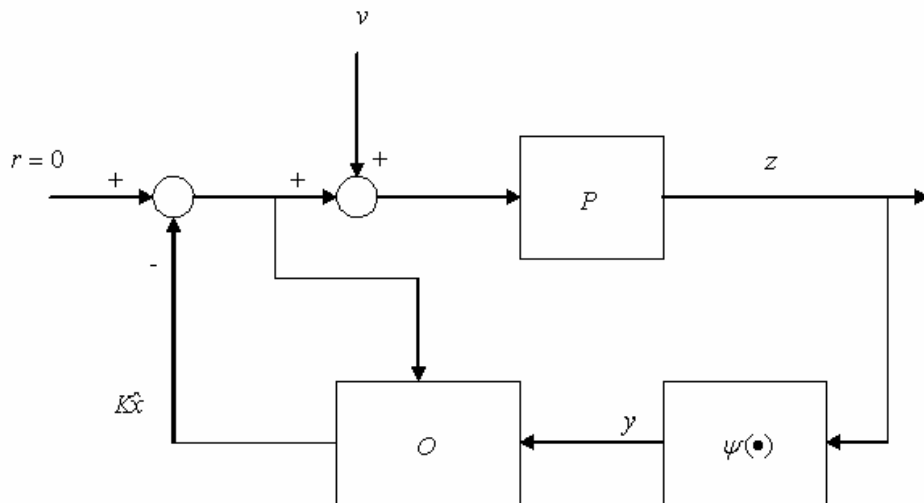 v
r = 0
+
+
+
P
z
-
Kx̂
O
y
ψ(●)